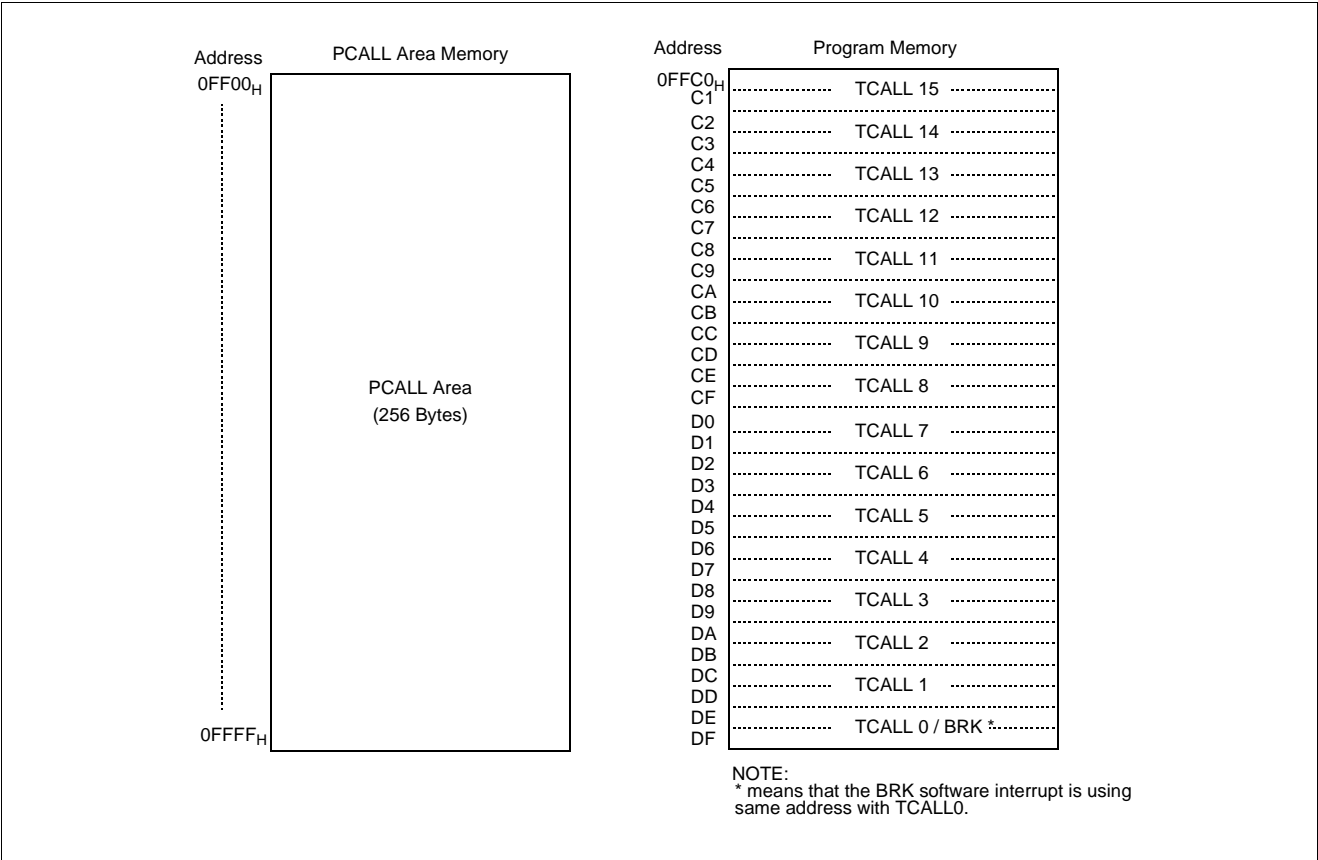 Address
PCALL Area Memory
0FF00H
PCALL Area
(256 Bytes)
0FFFFH
Address
Program Memory
0FFC0H
C1
TCALL 15
C2
C3
TCALL 14
C4
C5
TCALL 13
C6
C7
TCALL 12
C8
C9
TCALL 11
CA
CB
TCALL 10
CC
CD
TCALL 9
CE
CF
TCALL 8
D0
D1
TCALL 7
D2
D3
TCALL 6
D4
D5
TCALL 5
D6
D7
TCALL 4
D8
D9
TCALL 3
DA
DB
TCALL 2
DC
DD
TCALL 1
DE
DF
TCALL 0 / BRK *
NOTE:
* means that the BRK software interrupt is using
same address with TCALL0.